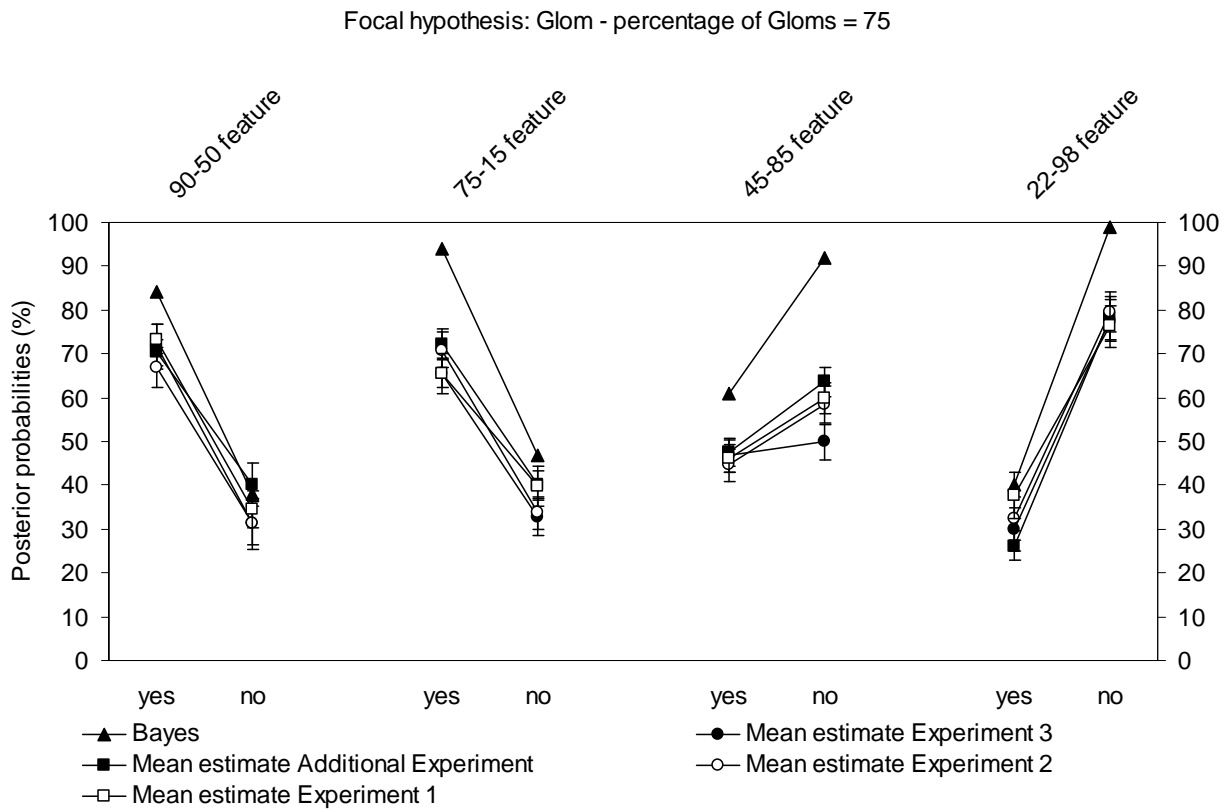 Focal hypothesis: Glom - percentage of Gloms = 75
90-50 feature
75-15 feature
45-85 feature
22-98 feature
Posterior probabilities (%)
100
90
80
70
60
50
40
30
20
10
0
100
90
80
70
60
50
40
30
20
10
0
yes no yes no yes no yes no
Bayes
Mean estimate Experiment 3
Mean estimate Additional Experiment
Mean estimate Experiment 2
Mean estimate Experiment 1